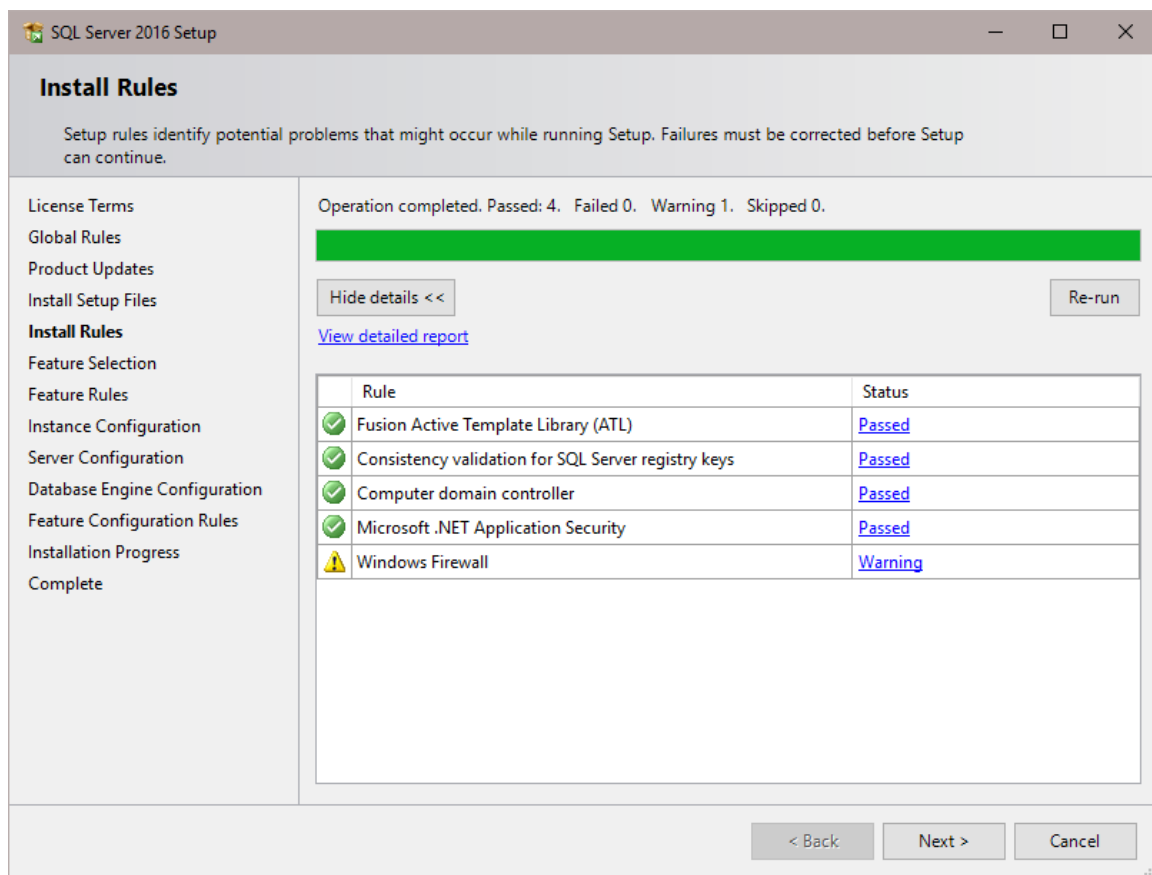 SQL Server 2016 Setup
Install Rules
Setup rules identify potential problems that might occur while running Setup. Failures must be corrected before Setup
can continue.
License Terms
Global Rules
Product Updates
Install Setup Files
Install Rules
Feature Selection
Feature Rules
Instance Configuration
Server Configuration
Database Engine Configuration
Feature Configuration Rules
Installation Progress
Complete
Operation completed. Passed: 4.   Failed 0.   Warning 1.   Skipped 0.
Hide details <<
Re-run
View detailed report
Rule Status
Fusion Active Template Library (ATL) Passed
Consistency validation for SQL Server registry keys Passed
Computer domain controller Passed
Microsoft .NET Application Security Passed
Windows Firewall Warning
< Back Next > Cancel